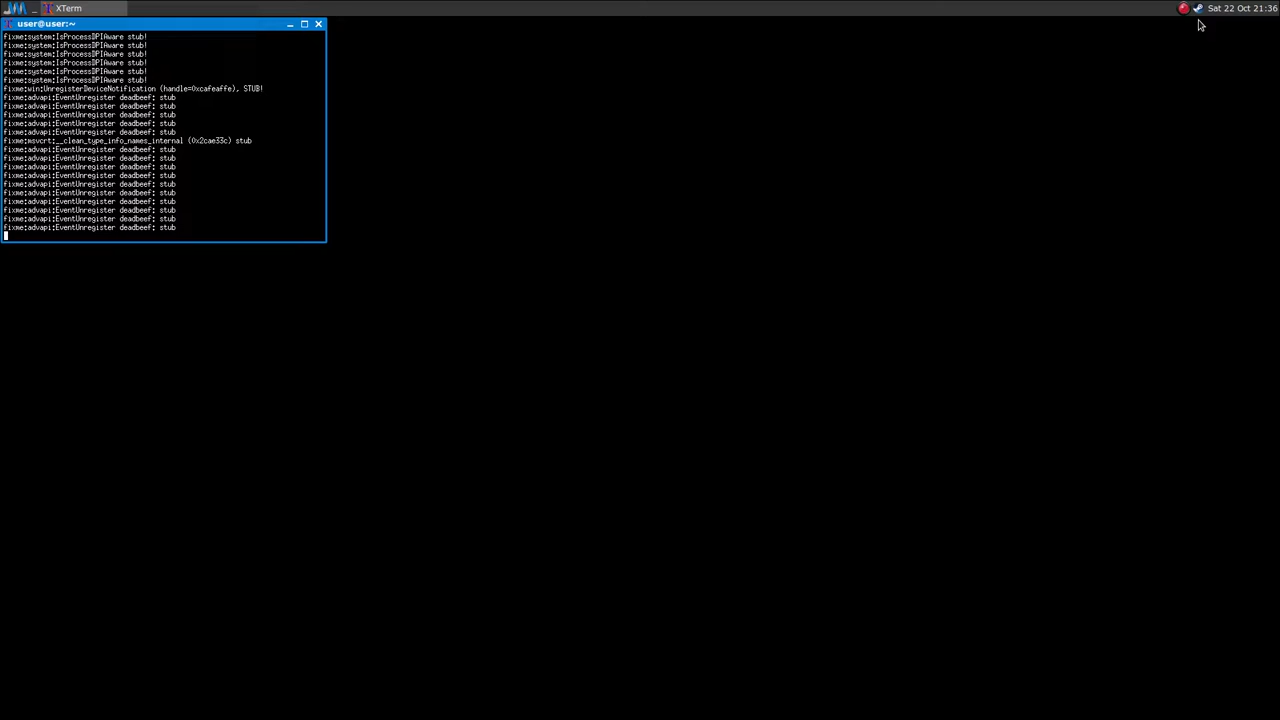 XTerm
Sat 22 Oct 21:36
user@user:~
fixme:system:IsProcessDPIAware stub!
fixme:system:IsProcessDPIAware stub!
fixme:system:IsProcessDPIAware stub!
fixme:system:IsProcessDPIAware stub!
fixme:system:IsProcessDPIAware stub!
fixme:system:IsProcessDPIAware stub!
fixme:win:UnregisterDeviceNotification (handle=0xcafeaffe), STUB!
fixme:advapi:EventUnregister deadbeef: stub
fixme:advapi:EventUnregister deadbeef: stub
fixme:advapi:EventUnregister deadbeef: stub
fixme:advapi:EventUnregister deadbeef: stub
fixme:advapi:EventUnregister deadbeef: stub
fixme:msvcrt:__clean_type_info_names_internal (0x2cae33c) stub
fixme:advapi:EventUnregister deadbeef: stub
fixme:advapi:EventUnregister deadbeef: stub
fixme:advapi:EventUnregister deadbeef: stub
fixme:advapi:EventUnregister deadbeef: stub
fixme:advapi:EventUnregister deadbeef: stub
fixme:advapi:EventUnregister deadbeef: stub
fixme:advapi:EventUnregister deadbeef: stub
fixme:advapi:EventUnregister deadbeef: stub
fixme:advapi:EventUnregister deadbeef: stub
fixme:advapi:EventUnregister deadbeef: stub